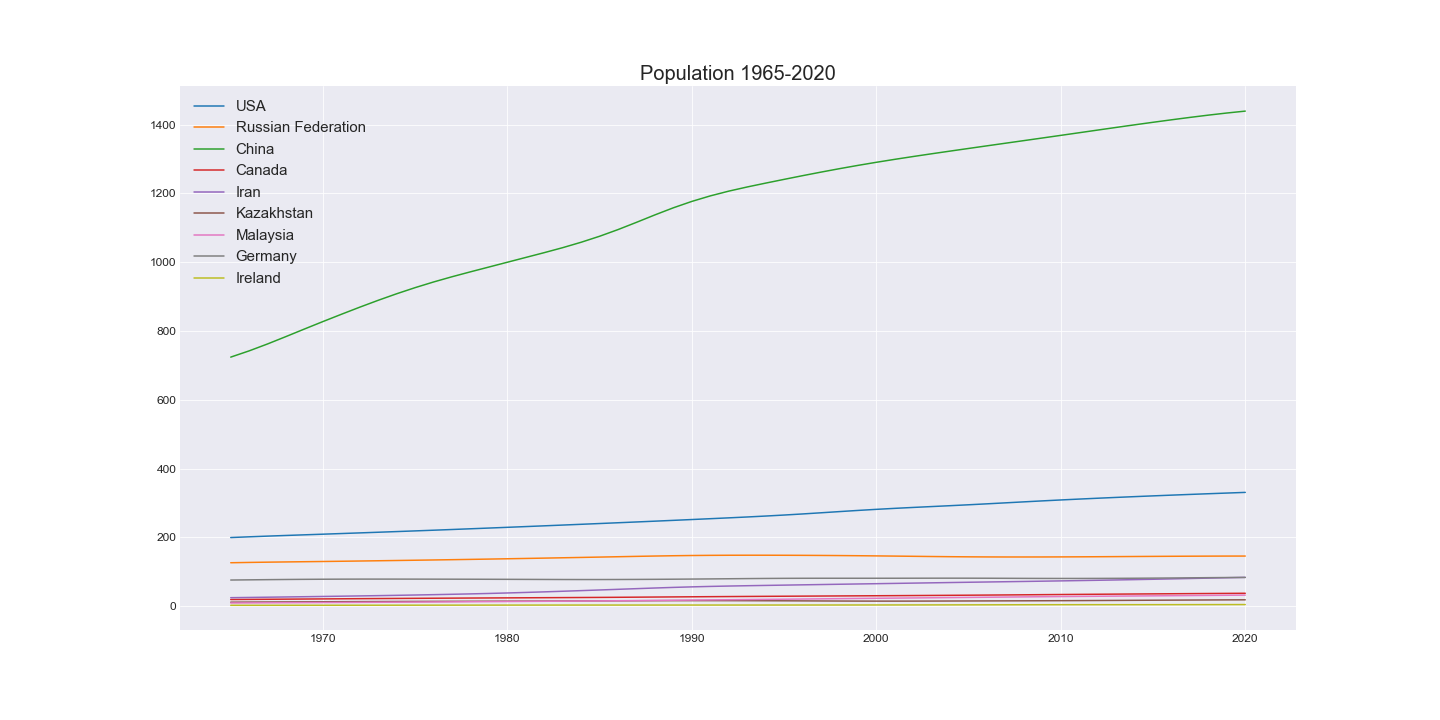 Population 1965-2020
USA
Russian Federation
China
Canada
Iran
Kazakhstan
Malaysia
Germany
Ireland
1400
1200
1000
800
600
400
200
0
1970 1980 1990 2000 2010 2020